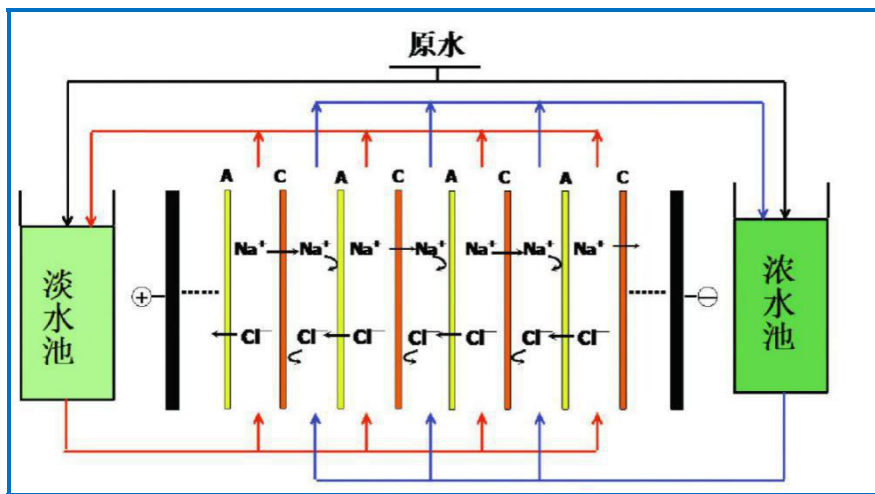 原水
A C A C A C A C
Na⁺ Na⁺ Na⁺ Na⁺ Na⁺ Na⁺ Na⁺
淡水池
+
−
浓水池
Cl⁻ Cl⁻ Cl⁻ Cl⁻ Cl⁻ Cl⁻ Cl⁻